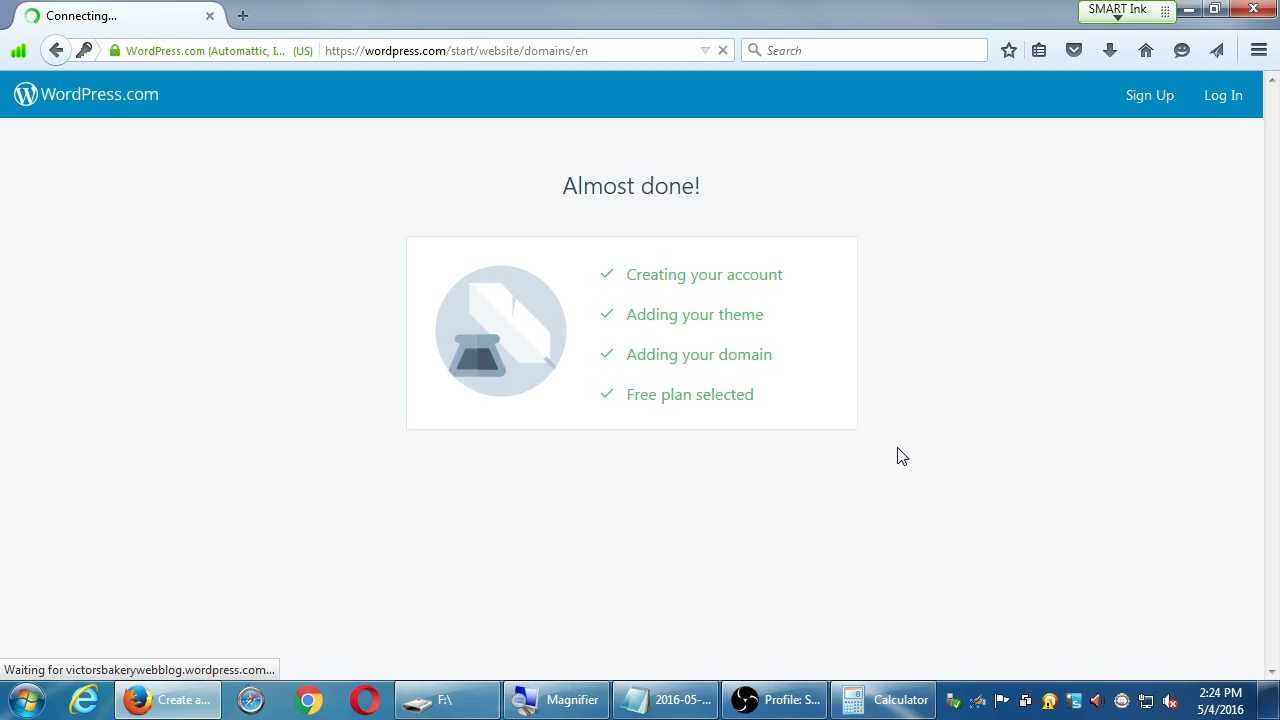 Connecting...
SMART Ink
WordPress.com (Automattic, I... (US)
https://wordpress.com/start/website/domains/en
Search
WordPress.com
Sign Up
Log In
Almost done!
Creating your account
Adding your theme
Adding your domain
Free plan selected
Waiting for victorsbakerywebblog.wordpress.com...
Create a...
F:\
Magnifier
2016-05-...
Profile: S...
Calculator
2:24 PM
5/4/2016